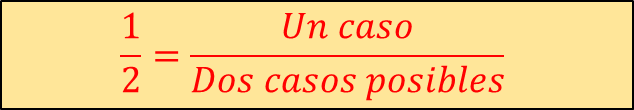 1/2 = Un caso / Dos casos posibles